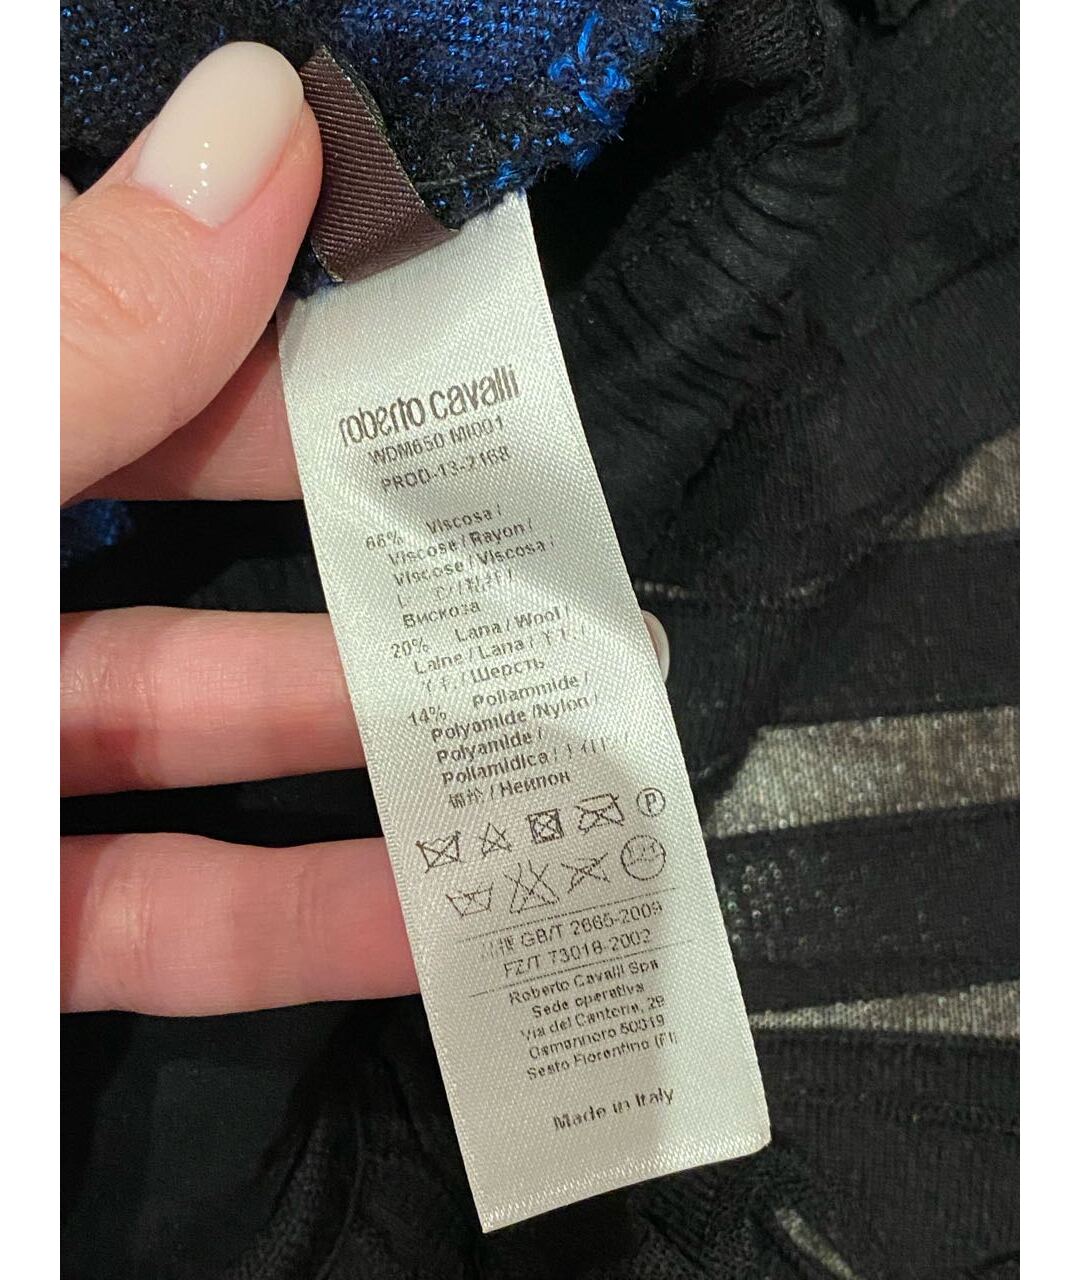 roberto cavalli
WDM650 MI001
PROD-13-2168
66% Viscosa /
Viscose / Rayon /
Viscose / Viscosa /
Вискоза
20% Lana / Wool /
Laine / Lana /
/ Шерсть
14% Poliammide /
Polyamide /Nylon /
Polyamide /
Poliamidica /
锦纶 / Нейлон
P
GB/T 2665-2009
FZ/T 73018-2002
Roberto Cavalli Spa
Sede operativa
Via del Cantone, 29
Osmannoro 50019
Sesto Fiorentino (FI)
Made in Italy